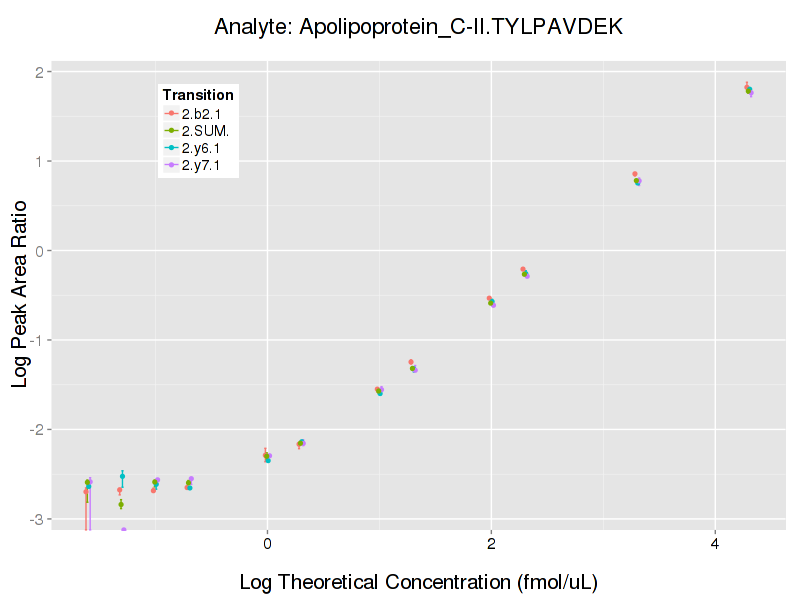 Analyte: Apolipoprotein_C-II.TYLPAVDEK
Transition
2.b2.1
2.SUM.
2.y6.1
2.y7.1
Log Peak Area Ratio
2
1
0
-1
-2
-3
0 2 4
Log Theoretical Concentration (fmol/uL)